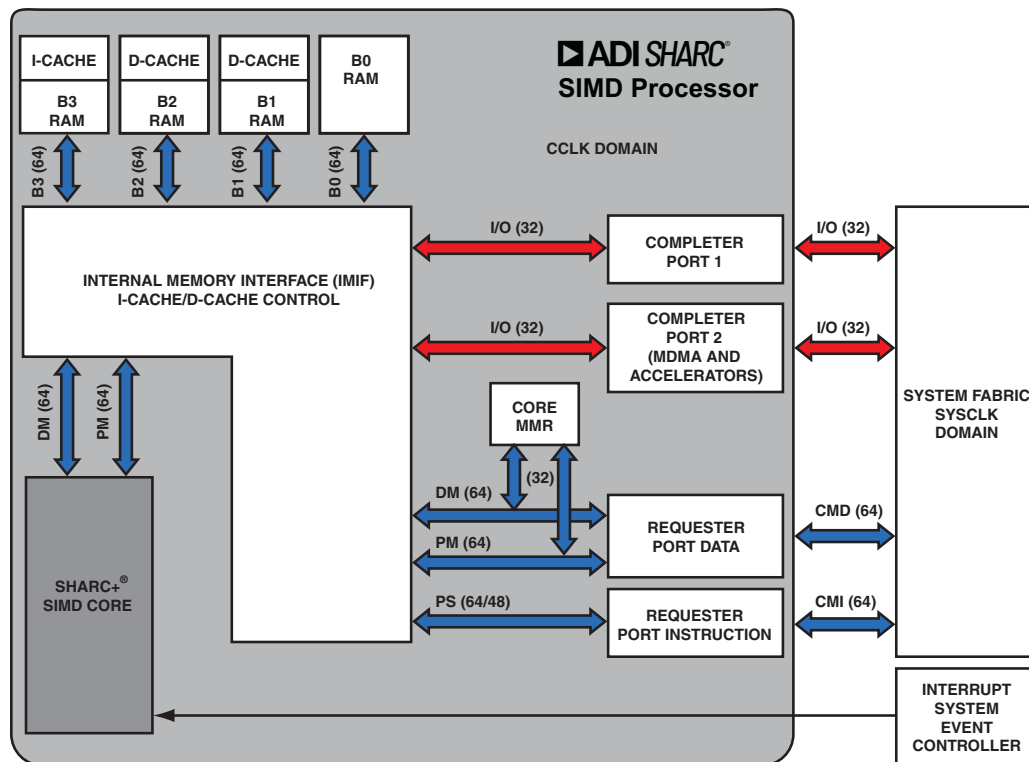 I-CACHE
B3
RAM
D-CACHE
B2
RAM
D-CACHE
B1
RAM
B0
RAM
ADI SHARC®
SIMD Processor
CCLK DOMAIN
B3 (64)
B2 (64)
B1 (64)
B0 (64)
INTERNAL MEMORY INTERFACE (IMIF)
I-CACHE/D-CACHE CONTROL
I/O (32)
COMPLETER
PORT 1
I/O (32)
I/O (32)
COMPLETER
PORT 2
(MDMA AND
ACCELERATORS)
I/O (32)
SYSTEM FABRIC
SYSCLK
DOMAIN
DM (64)
PM (64)
CORE
MMR
(32)
DM (64)
PM (64)
REQUESTER
PORT DATA
CMD (64)
PS (64/48)
REQUESTER
PORT INSTRUCTION
CMI (64)
SHARC+®
SIMD CORE
INTERRUPT
SYSTEM
EVENT
CONTROLLER